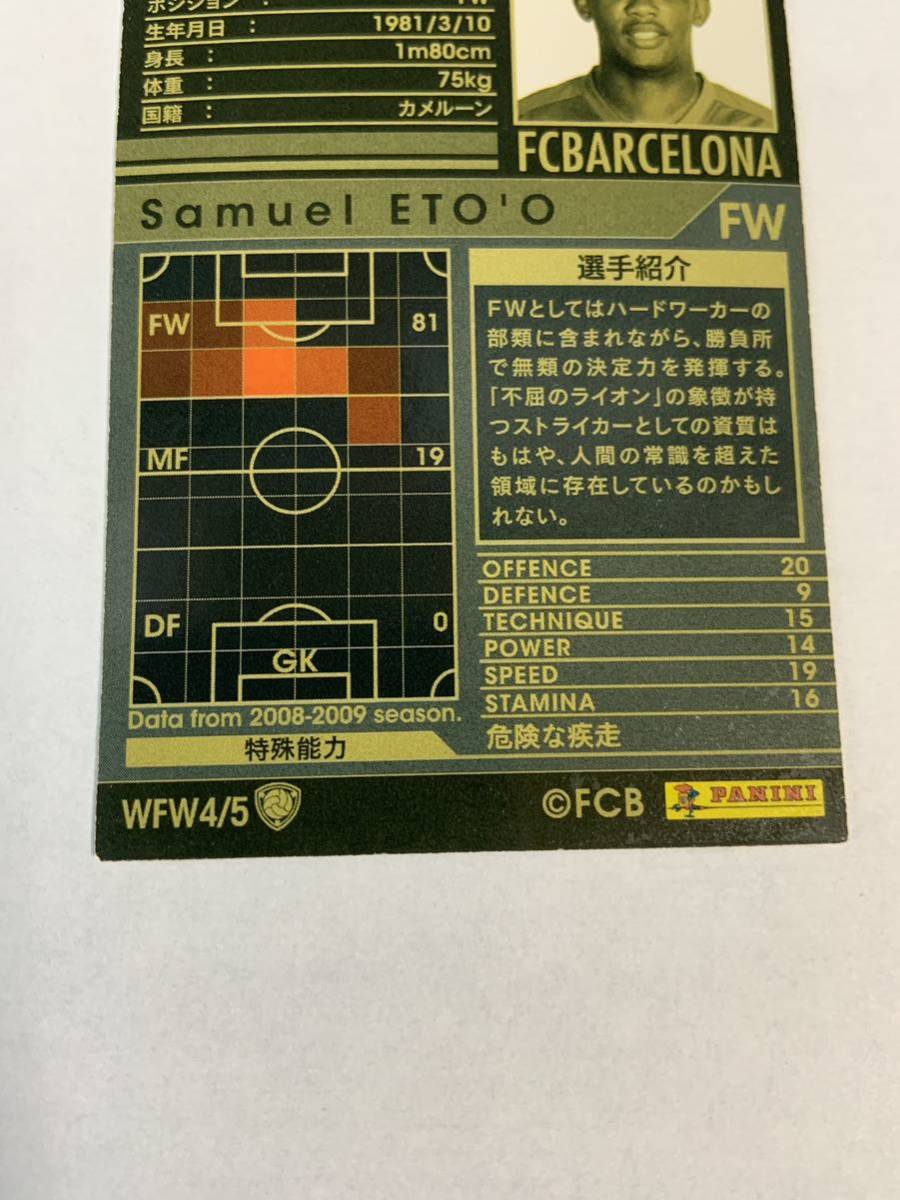 ポジション : FW
生年月日 : 1981/3/10
身長 : 1m80cm
体重 : 75kg
国籍 : カメルーン
FCBARCELONA
Samuel ETO'O
FW
FW 81
MF 19
DF 0
GK
Data from 2008-2009 season.
選手紹介
FWとしてはハードワーカーの
部類に含まれながら、勝負所
で無類の決定力を発揮する。
「不屈のライオン」の象徴が持
つストライカーとしての資質は
もはや、人間の常識を超えた
領域に存在しているのかもし
れない。
OFFENCE 20
DEFENCE 9
TECHNIQUE 15
POWER 14
SPEED 19
STAMINA 16
特殊能力
危険な疾走
WFW4/5
©FCB
PANINI